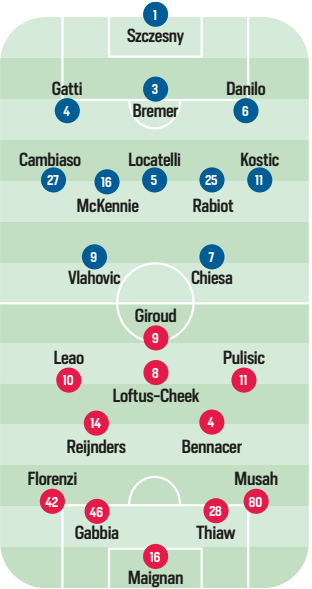 1
Szczesny
Gatti 3 Danilo
4 Bremer 6
Cambiaso Locatelli Kostic
27 16 5 25 11
McKennie Rabiot
9 7
Vlahovic Chiesa
Giroud
9
Leao 8 Pulisic
10 Loftus-Cheek 11
14 4
Reijnders Bennacer
Florenzi Musah
42 46 28 80
Gabbia Thiaw
16
Maignan